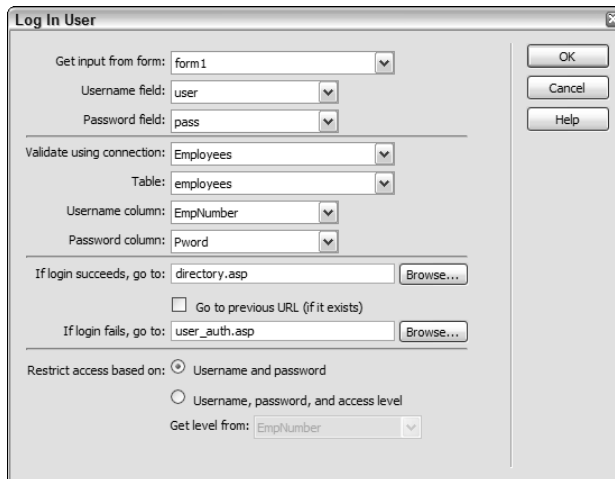 Log In User
Get input from form: form1
OK
Username field: user
Cancel
Password field: pass
Help
Validate using connection: Employees
Table: employees
Username column: EmpNumber
Password column: Pword
If login succeeds, go to: directory.asp Browse...
Go to previous URL (if it exists)
If login fails, go to: user_auth.asp Browse...
Restrict access based on: Username and password
Username, password, and access level
Get level from: EmpNumber